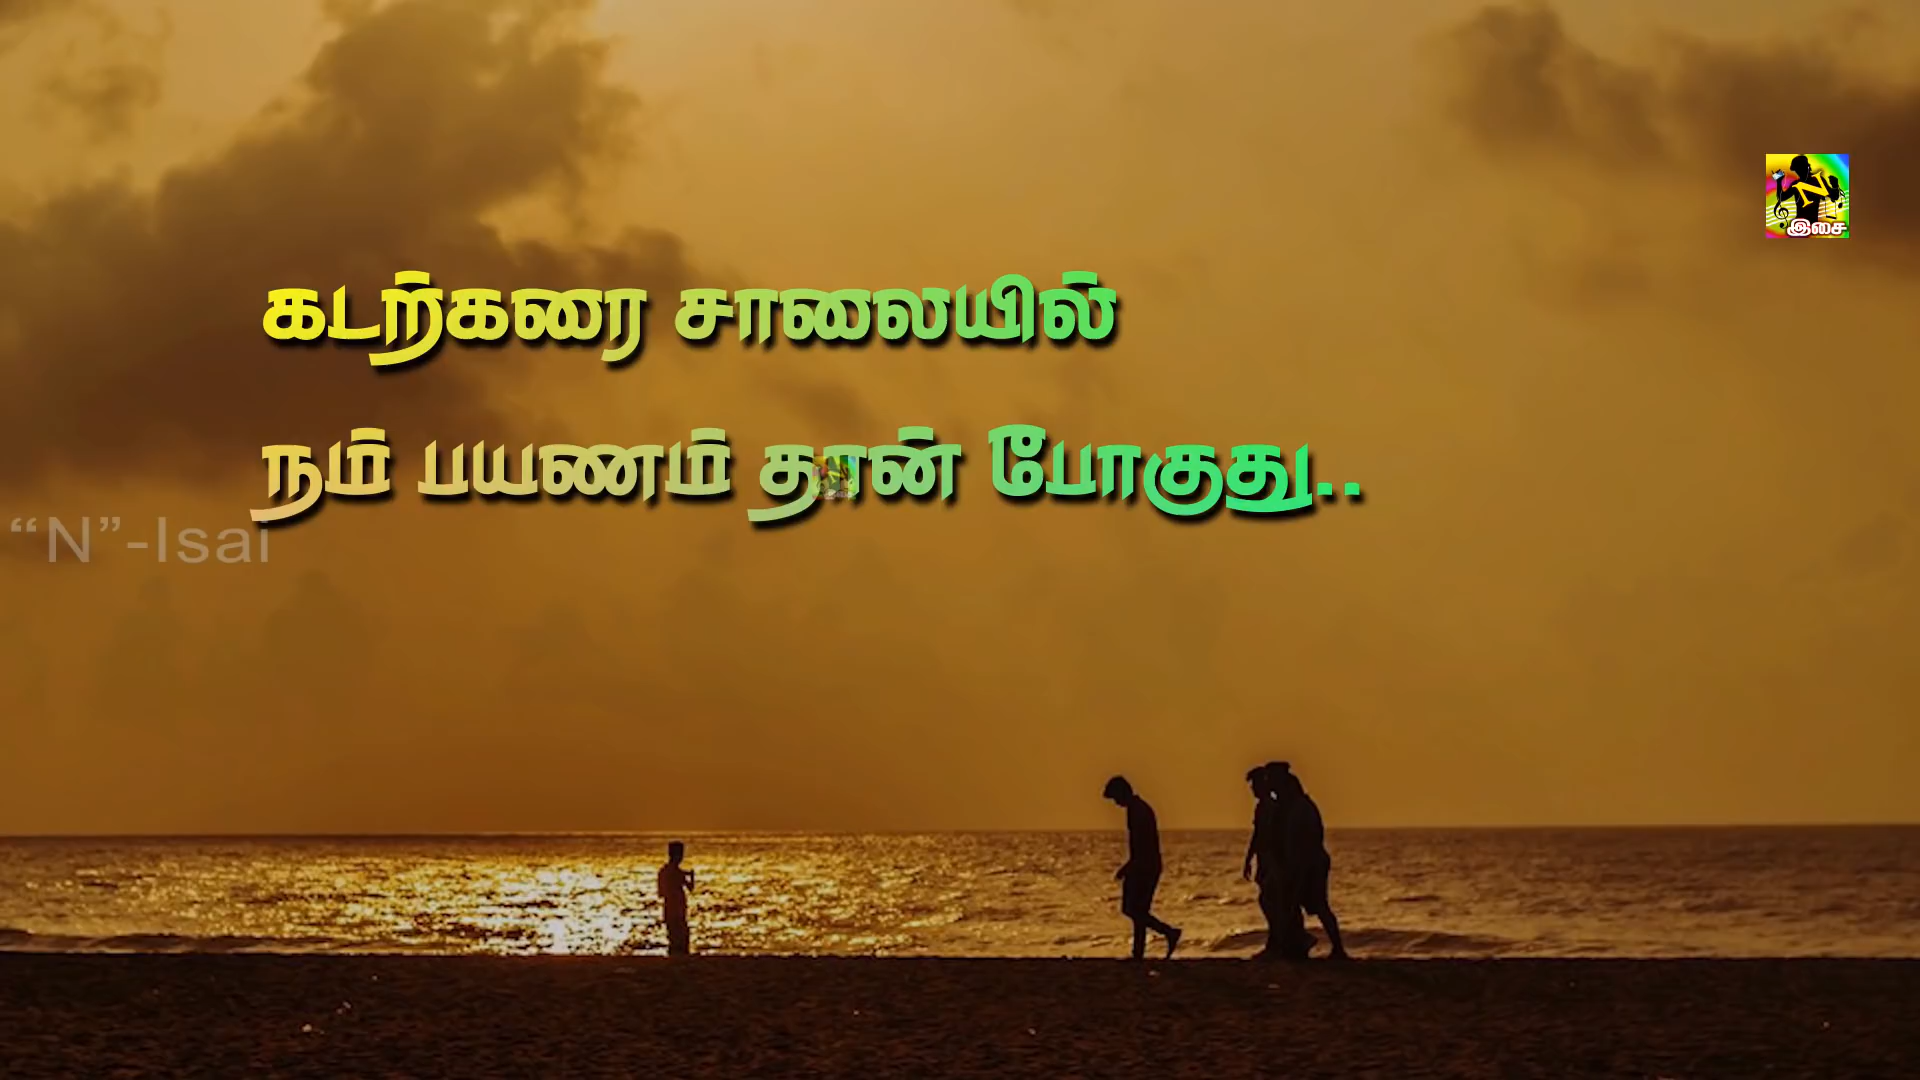 கடற்கரை சாலையில்
நம் பயணம் தான் போகுது..
“N”-Isai
N
இசை